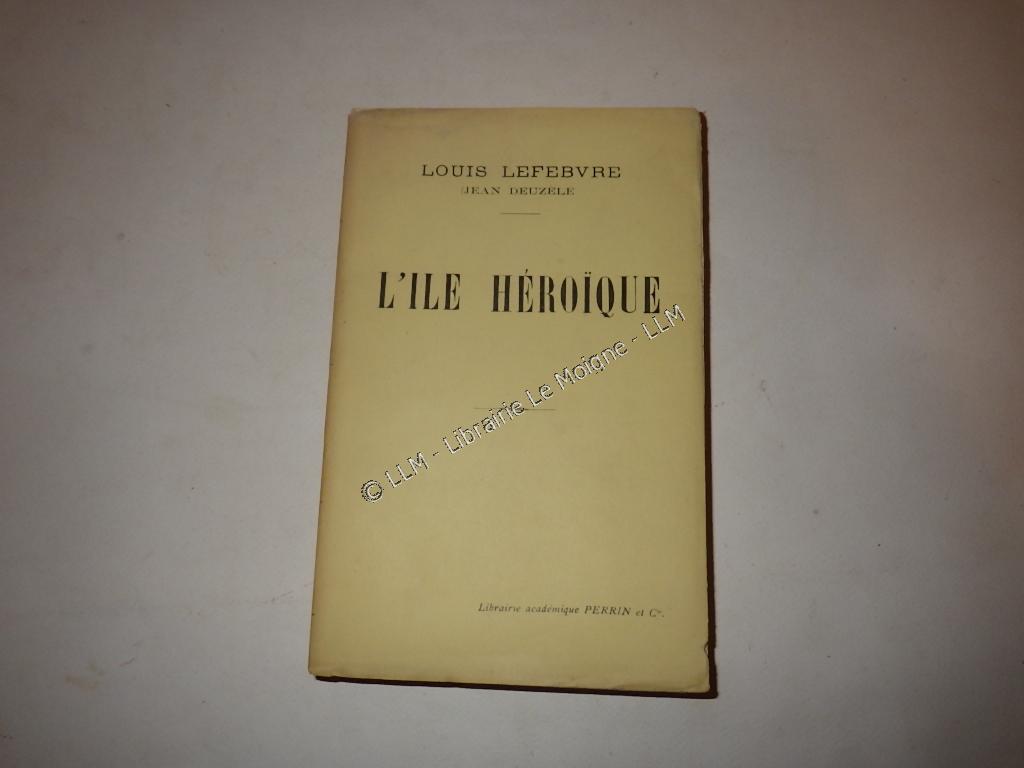 LOUIS LEFEBVRE
(JEAN DEUZÈLE
L'ILE HÉROÏQUE
© LLM - Librairie Le Moigne - LLM
Librairie académique PERRIN et Cie.